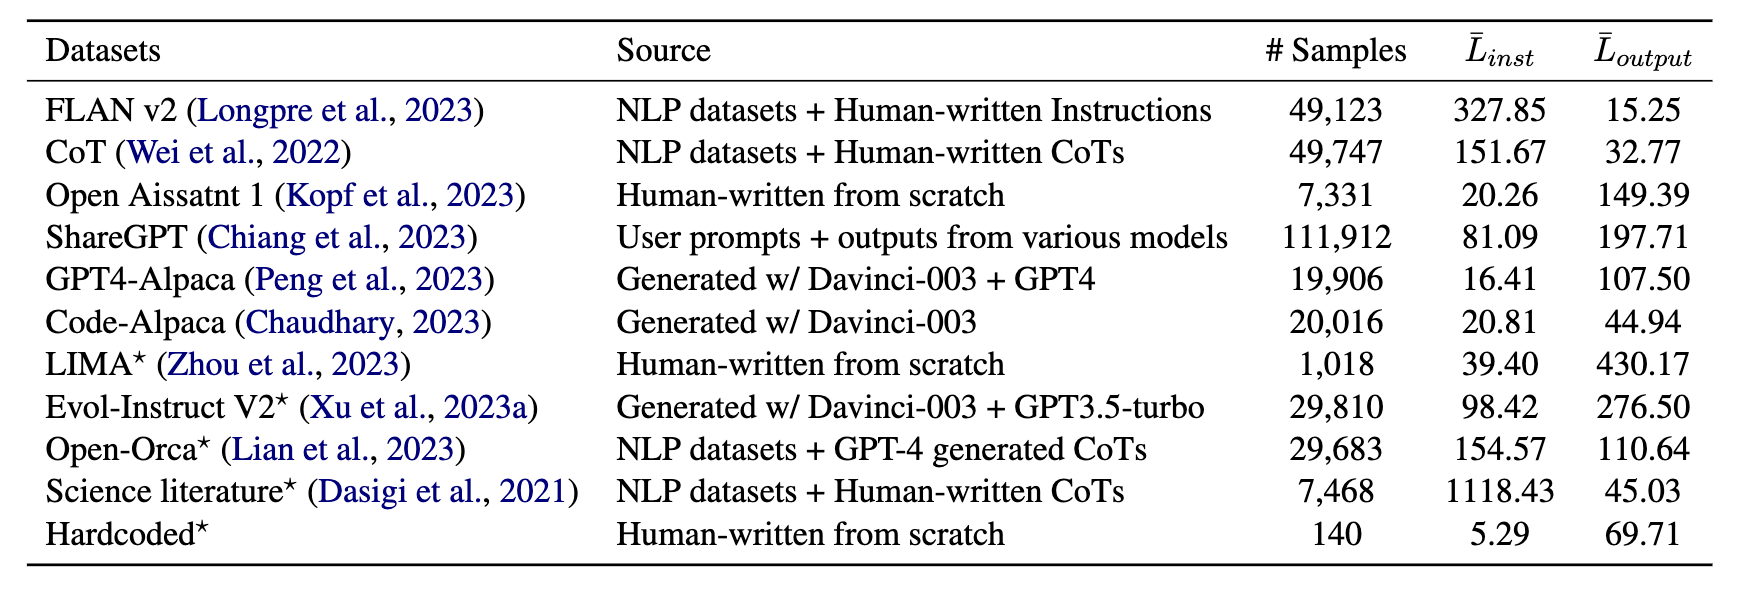 Datasets Source # Samples L̄inst L̄output
FLAN v2 (Longpre et al., 2023) NLP datasets + Human-written Instructions 49,123 327.85 15.25
CoT (Wei et al., 2022) NLP datasets + Human-written CoTs 49,747 151.67 32.77
Open Aissatnt 1 (Kopf et al., 2023) Human-written from scratch 7,331 20.26 149.39
ShareGPT (Chiang et al., 2023) User prompts + outputs from various models 111,912 81.09 197.71
GPT4-Alpaca (Peng et al., 2023) Generated w/ Davinci-003 + GPT4 19,906 16.41 107.50
Code-Alpaca (Chaudhary, 2023) Generated w/ Davinci-003 20,016 20.81 44.94
LIMA⋆ (Zhou et al., 2023) Human-written from scratch 1,018 39.40 430.17
Evol-Instruct V2⋆ (Xu et al., 2023a) Generated w/ Davinci-003 + GPT3.5-turbo 29,810 98.42 276.50
Open-Orca⋆ (Lian et al., 2023) NLP datasets + GPT-4 generated CoTs 29,683 154.57 110.64
Science literature⋆ (Dasigi et al., 2021) NLP datasets + Human-written CoTs 7,468 1118.43 45.03
Hardcoded⋆ Human-written from scratch 140 5.29 69.71